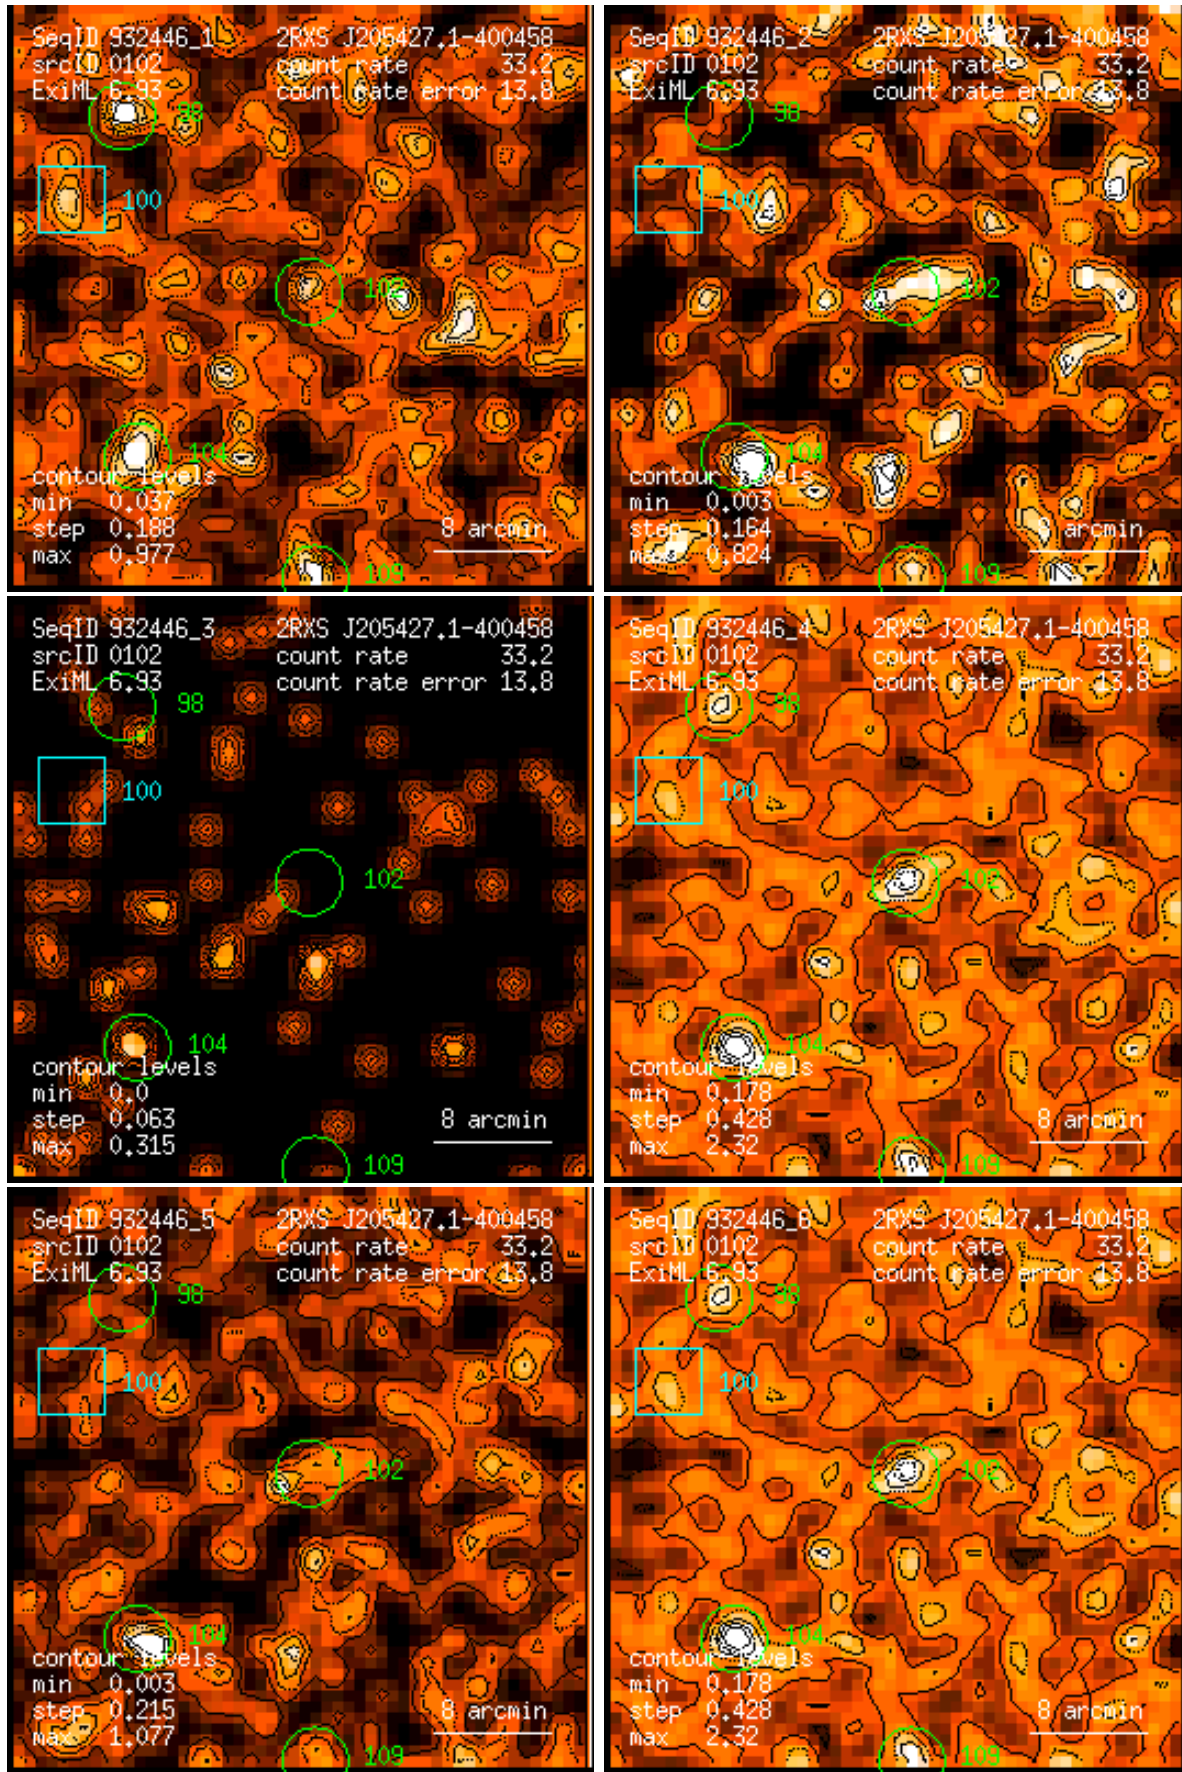 SeqID 932446_1 2RXS J205427.1-400458
srcID 0102 count rate 33.2
ExiML 6.93 count rate error 13.8
98
100
102
104
contour levels
min 0.037
step 0.188 8 arcmin
max 0.977
109
SeqID 932446_2 2RXS J205427.1-400458
srcID 0102 count rate 33.2
ExiML 6.93 count rate error 13.8
98
100
102
104
contour levels
min 0.003
step 0.164 8 arcmin
max 0.824
109
SeqID 932446_3 2RXS J205427.1-400458
srcID 0102 count rate 33.2
ExiML 6.93 count rate error 13.8
98
100
102
104
contour levels
min 0.0
step 0.063 8 arcmin
max 0.315
109
SeqID 932446_4 2RXS J205427.1-400458
srcID 0102 count rate 33.2
ExiML 6.93 count rate error 13.8
98
100
102
104
contour levels
min 0.178
step 0.428 8 arcmin
max 2.32
109
SeqID 932446_5 2RXS J205427.1-400458
srcID 0102 count rate 33.2
ExiML 6.93 count rate error 13.8
98
100
102
104
contour levels
min 0.003
step 0.215 8 arcmin
max 1.077
109
SeqID 932446_6 2RXS J205427.1-400458
srcID 0102 count rate 33.2
ExiML 6.93 count rate error 13.8
98
100
102
104
contour levels
min 0.178
step 0.428 8 arcmin
max 2.32
109